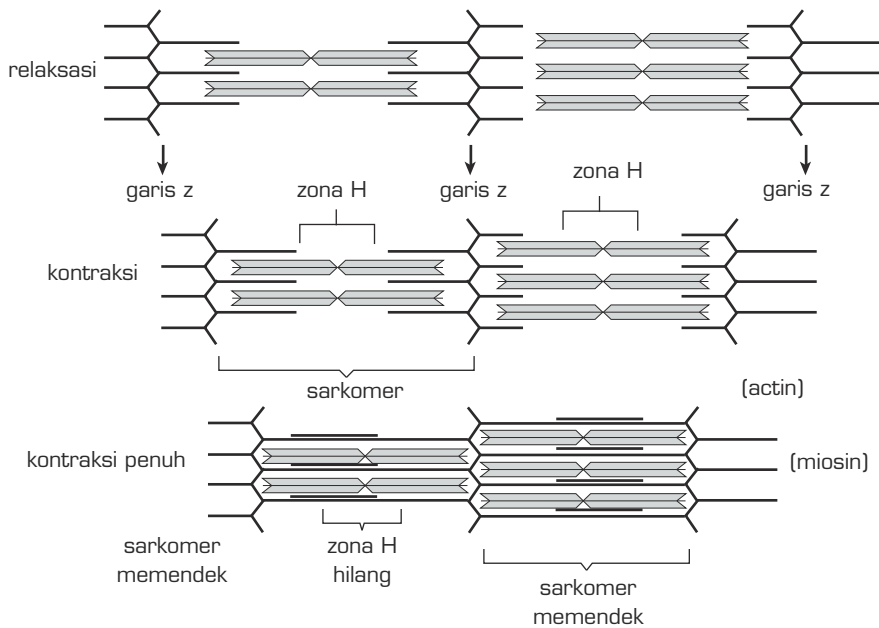 relaksasi
garis z
zona H
garis z
zona H
garis z
kontraksi
sarkomer
(actin)
kontraksi penuh
(miosin)
sarkomer
memendek
zona H
hilang
sarkomer
memendek